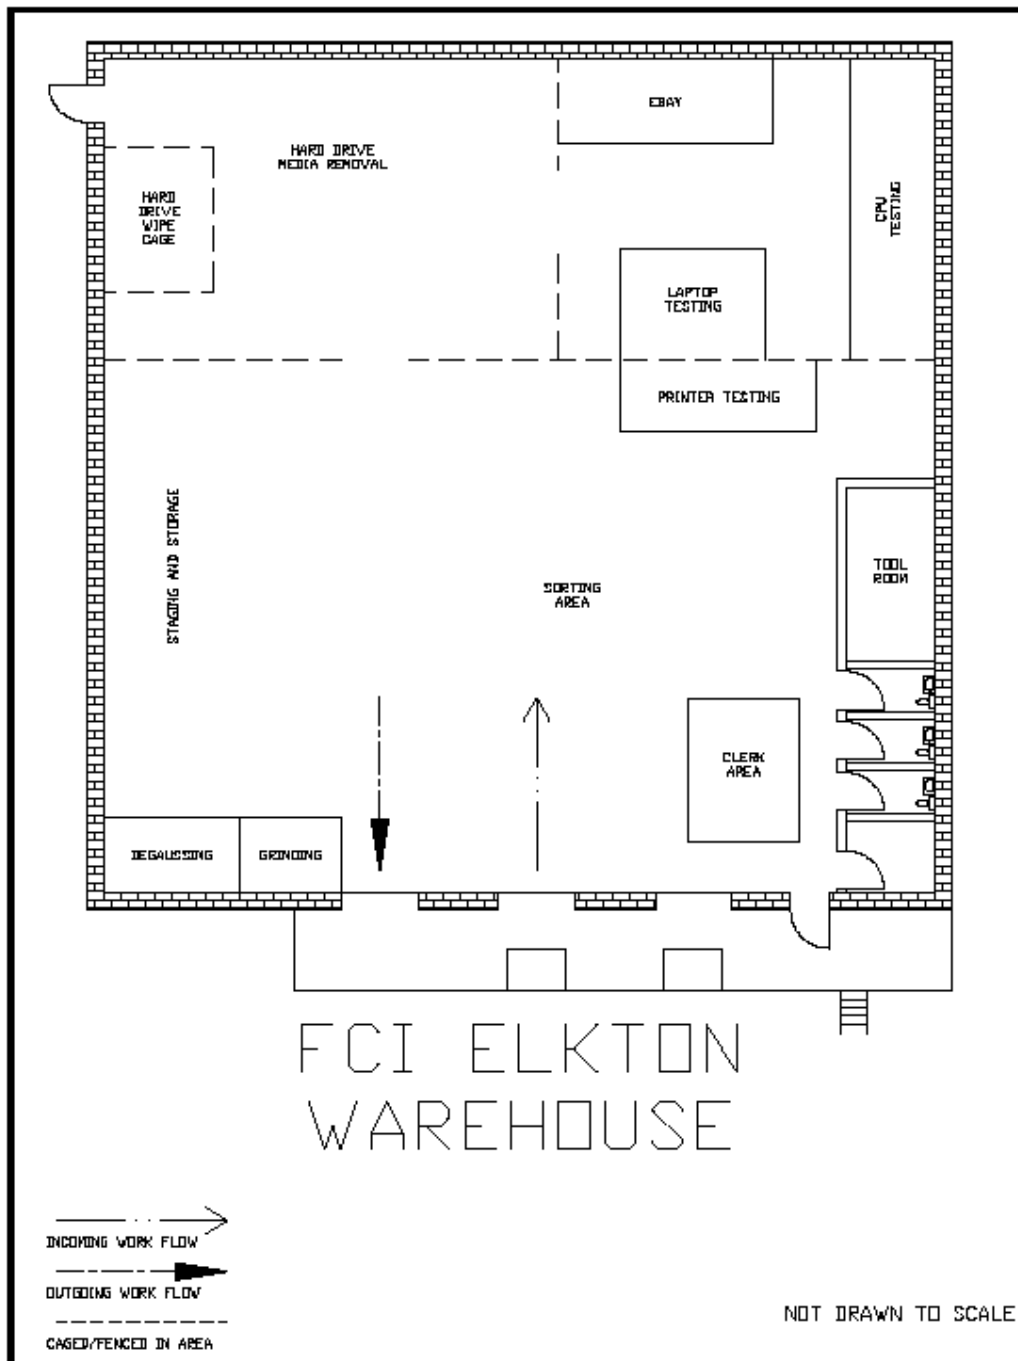 EBAY
HARD DRIVE
MEDIA REMOVAL
HARD
DRIVE
WIPE
CAGE
CPU
TESTING
LAPTOP
TESTING
PRINTER TESTING
STAGING AND STORAGE
TOOL
ROOM
SORTING
AREA
CLERK
AREA
DEGAUSSING
GRINDING
FCI ELKTON
WAREHOUSE
INCOMING WORK FLOW
OUTGOING WORK FLOW
CAGED/FENCED IN AREA
NOT DRAWN TO SCALE